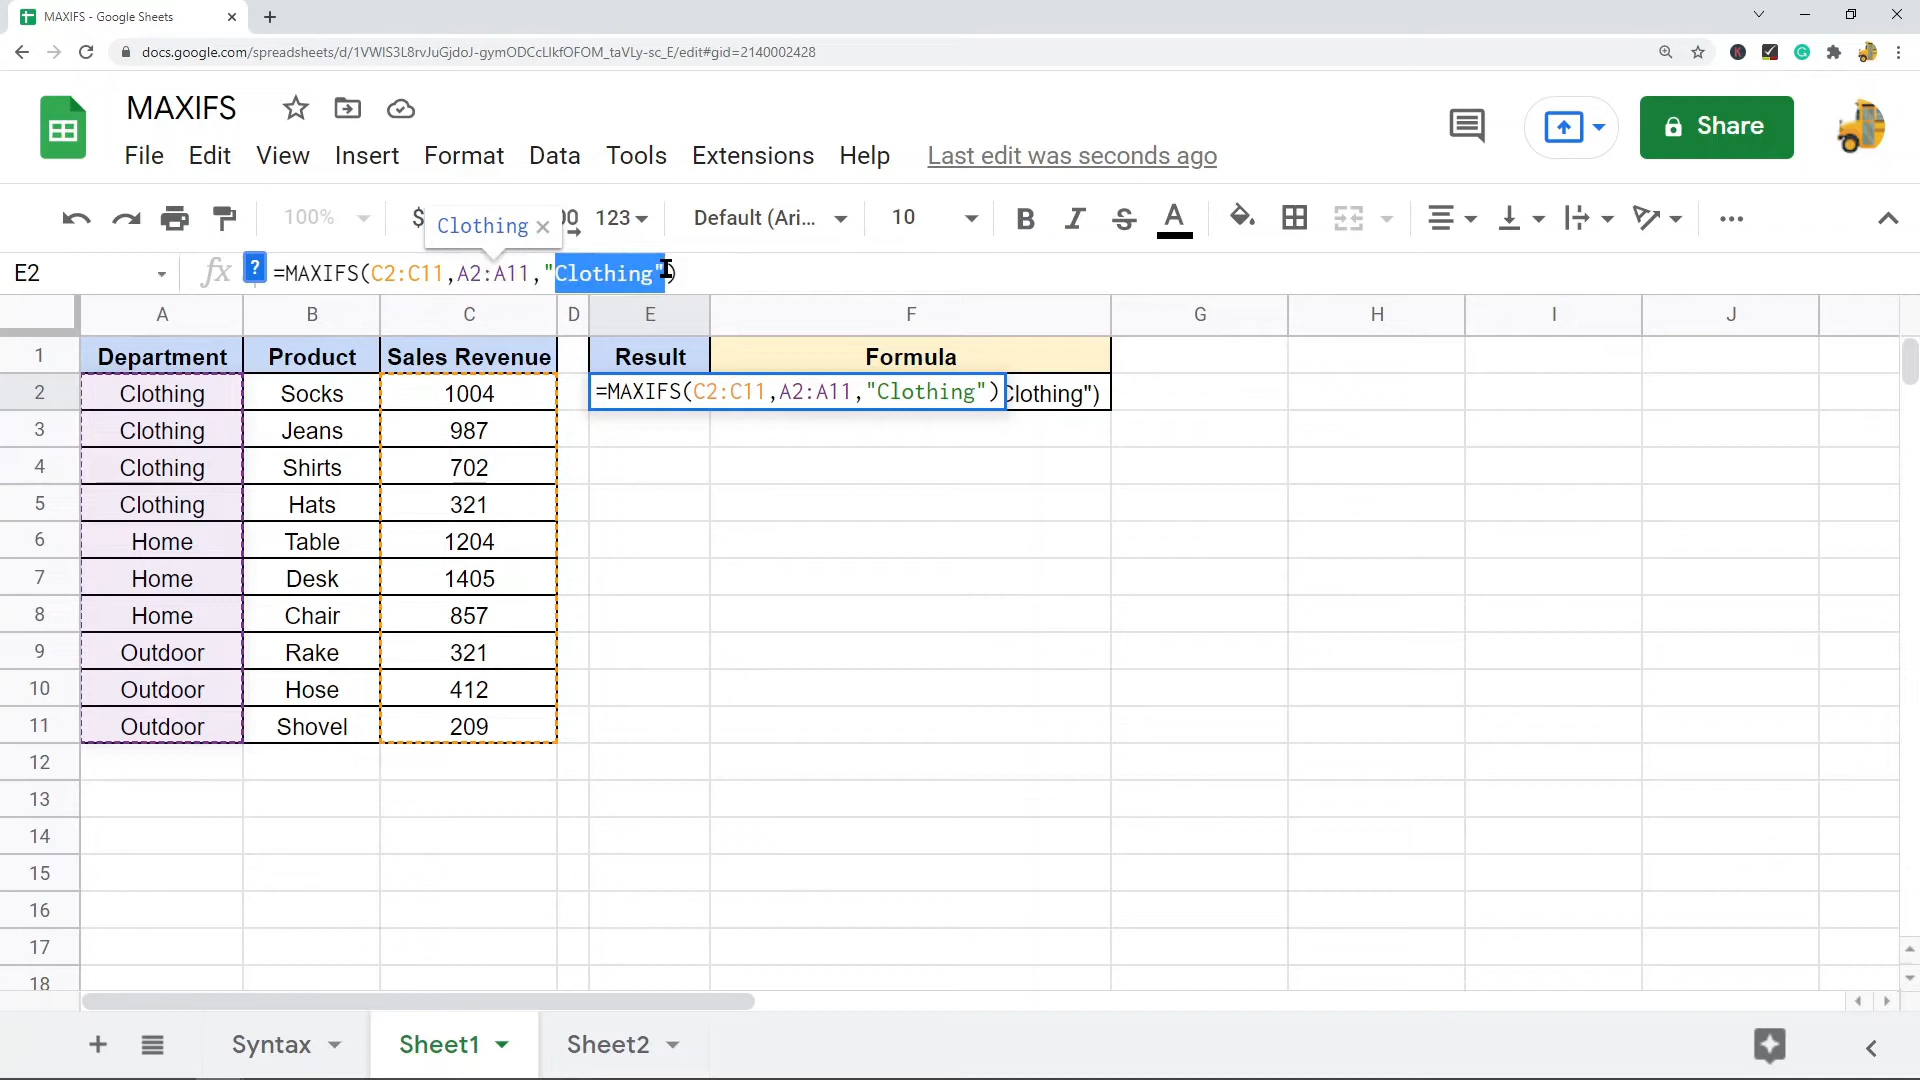 MAXIFS - Google Sheets
docs.google.com/spreadsheets/d/1VWIS3L8rvJuGjdoJ-gymODCcLIkfOFOM_taVLy-sc_E/edit#gid=2140002428
MAXIFS
Share
File Edit View Insert Format Data Tools Extensions Help Last edit was seconds ago
100% $ 00 123 Default (Ari... 10 B I S A
Clothing
E2 fx ? =MAXIFS(C2:C11,A2:A11,"Clothing")
A B C D E F G H I J
1 Department Product Sales Revenue Result Formula
2 Clothing Socks 1004 =MAXIFS(C2:C11,A2:A11,"Clothing") Clothing")
3 Clothing Jeans 987
4 Clothing Shirts 702
5 Clothing Hats 321
6 Home Table 1204
7 Home Desk 1405
8 Home Chair 857
9 Outdoor Rake 321
10 Outdoor Hose 412
11 Outdoor Shovel 209
12
13
14
15
16
17
18
Syntax Sheet1 Sheet2